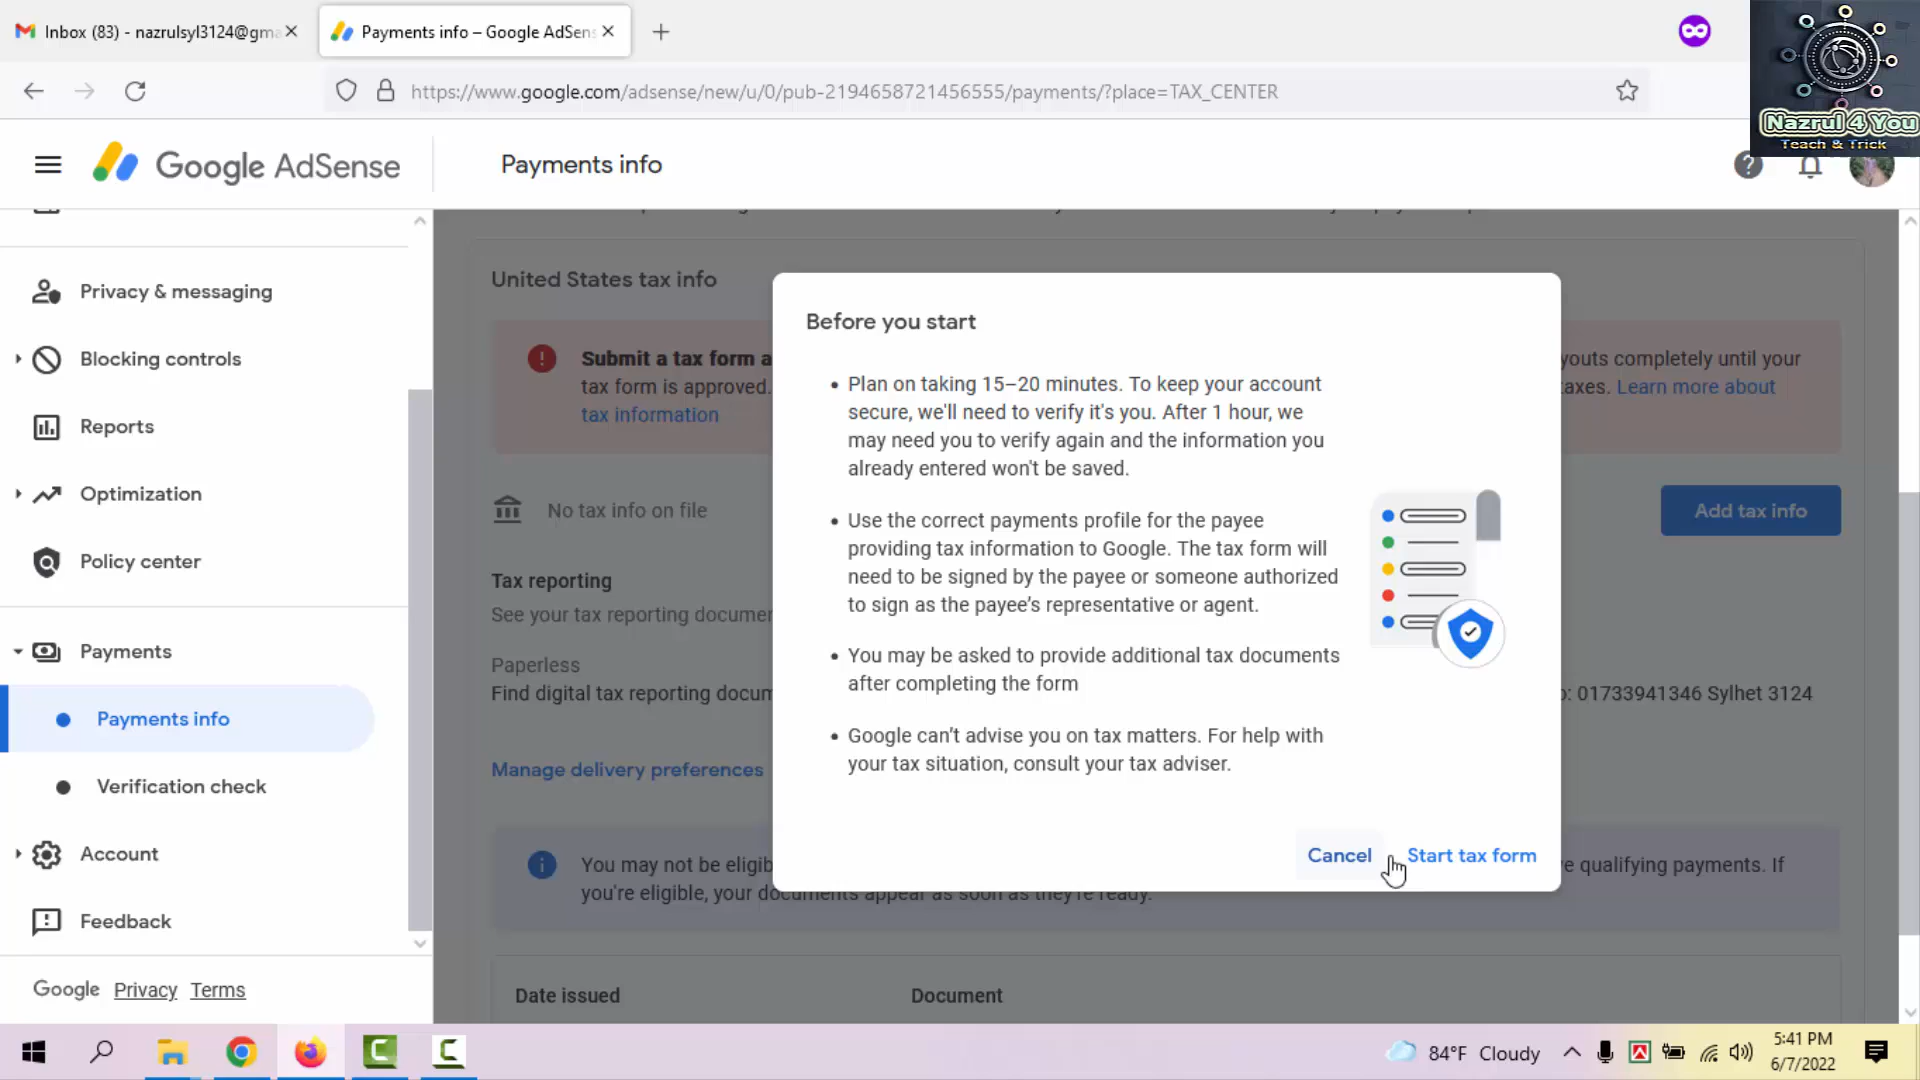 Inbox (83) - nazrulsyl3124@gma
Payments info – Google AdSens
https://www.google.com/adsense/new/u/0/pub-2194658721456555/payments/?place=TAX_CENTER
Nazrul 4 You
Teach & Trick
Google AdSense
Payments info
Privacy & messaging
Blocking controls
Reports
Optimization
Policy center
Payments
Payments info
Verification check
Account
Feedback
Google Privacy Terms
United States tax info
Submit a tax form a
youts completely until your
tax form is approved.
axes. Learn more about
tax information
No tax info on file
Add tax info
Tax reporting
See your tax reporting documen
Paperless
Find digital tax reporting docum
o: 01733941346 Sylhet 3124
Manage delivery preferences
You may not be eligib
e qualifying payments. If
you're eligible, your documents appear as soon as they're ready.
Date issued
Document
Before you start
• Plan on taking 15–20 minutes. To keep your account
secure, we'll need to verify it's you. After 1 hour, we
may need you to verify again and the information you
already entered won't be saved.
• Use the correct payments profile for the payee
providing tax information to Google. The tax form will
need to be signed by the payee or someone authorized
to sign as the payee’s representative or agent.
• You may be asked to provide additional tax documents
after completing the form
• Google can’t advise you on tax matters. For help with
your tax situation, consult your tax adviser.
Cancel
Start tax form
84°F Cloudy
5:41 PM
6/7/2022